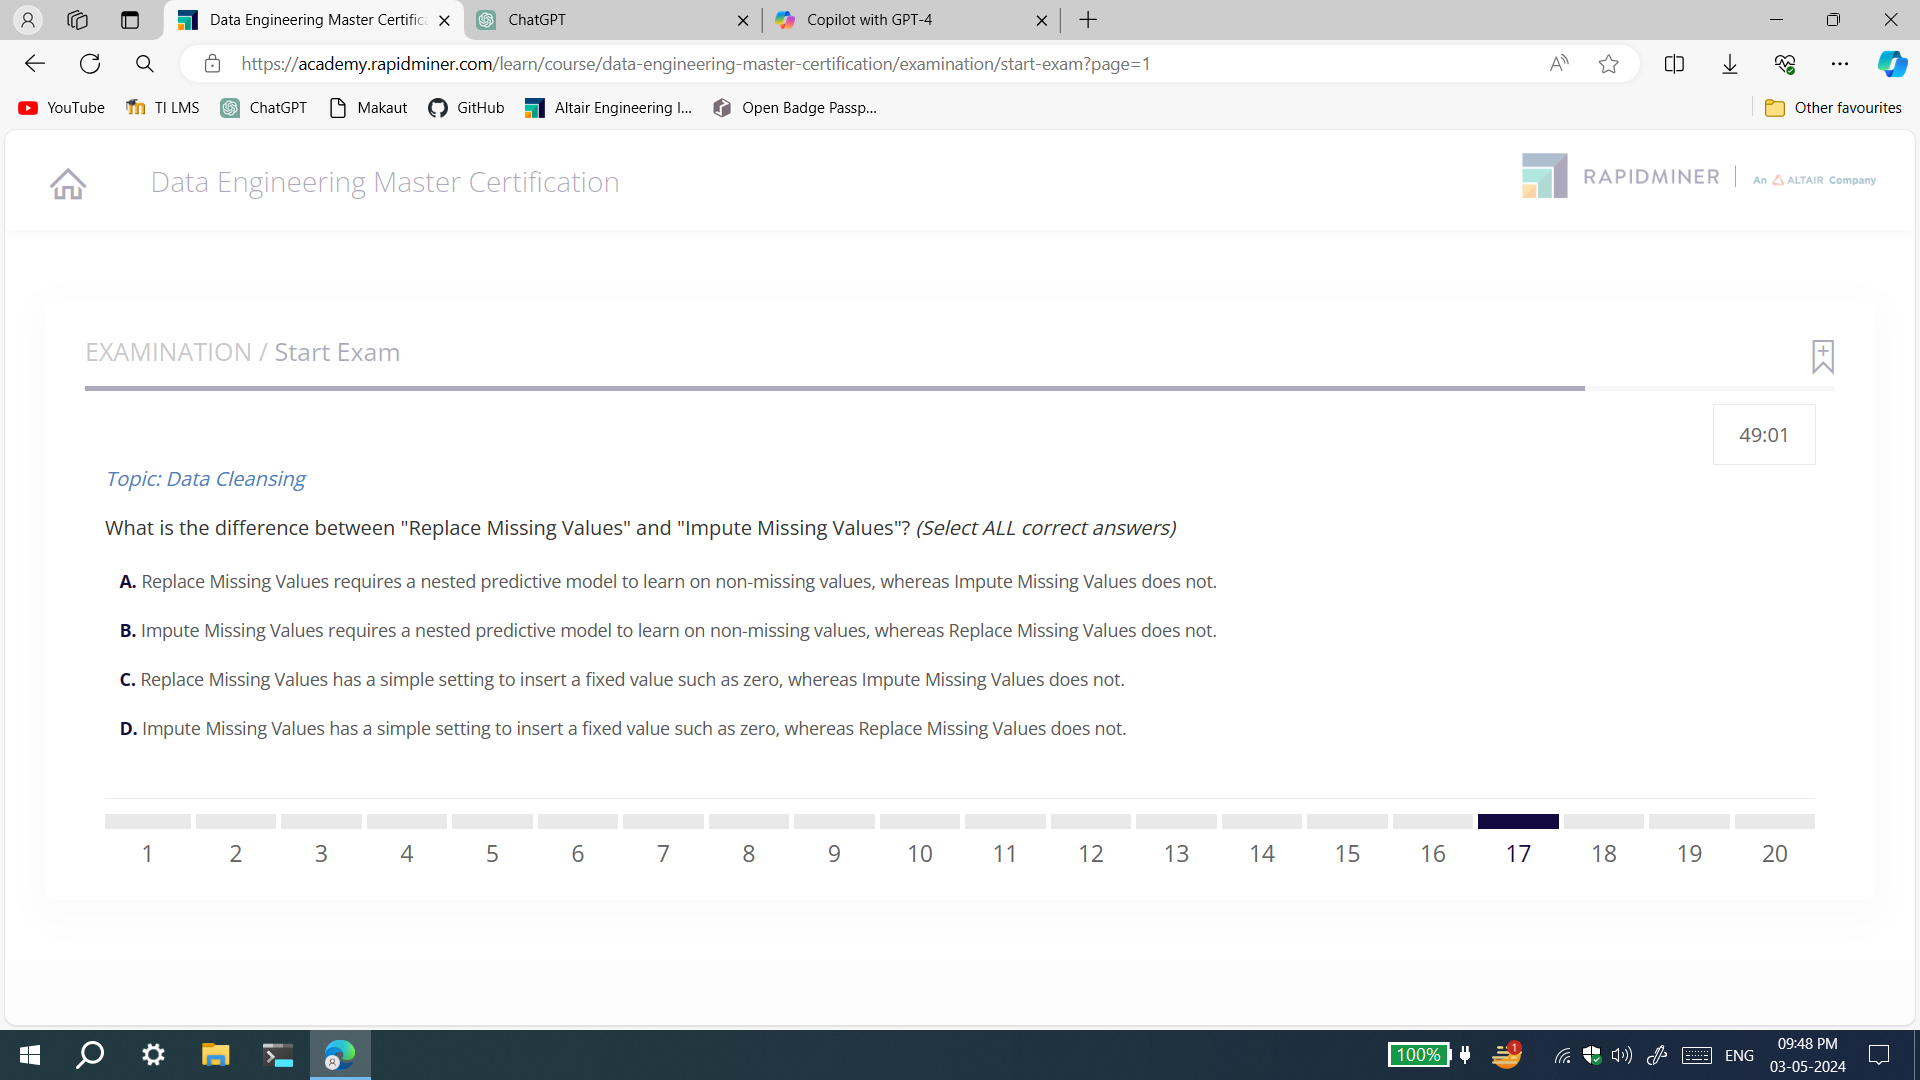 Data Engineering Master Certific
ChatGPT
Copilot with GPT-4
https://academy.rapidminer.com/learn/course/data-engineering-master-certification/examination/start-exam?page=1
YouTube
TI LMS
ChatGPT
Makaut
GitHub
Altair Engineering I...
Open Badge Passp...
Other favourites
Data Engineering Master Certification
RAPIDMINER
An ALTAIR Company
EXAMINATION / Start Exam
49:01
Topic: Data Cleansing
What is the difference between "Replace Missing Values" and "Impute Missing Values"? (Select ALL correct answers)
A. Replace Missing Values requires a nested predictive model to learn on non-missing values, whereas Impute Missing Values does not.
B. Impute Missing Values requires a nested predictive model to learn on non-missing values, whereas Replace Missing Values does not.
C. Replace Missing Values has a simple setting to insert a fixed value such as zero, whereas Impute Missing Values does not.
D. Impute Missing Values has a simple setting to insert a fixed value such as zero, whereas Replace Missing Values does not.
1 2 3 4 5 6 7 8 9 10 11 12 13 14 15 16 17 18 19 20
100%
1
ENG
09:48 PM
03-05-2024